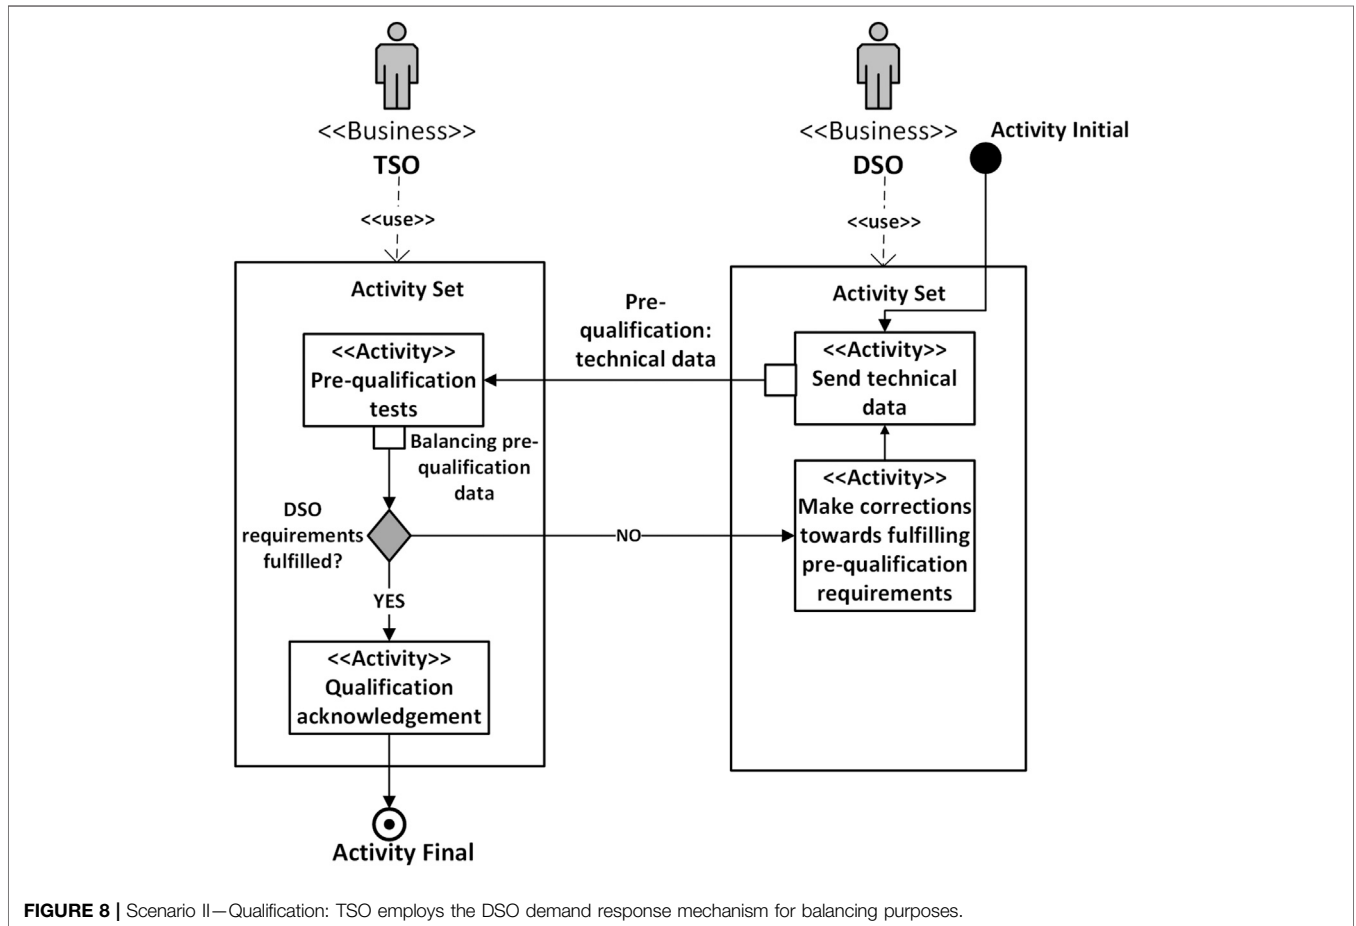 <<Business>>
TSO
<<use>>
<<Business>>
DSO
<<use>>
Activity Initial
Activity Set
<<Activity>>
Pre-qualification
tests
Balancing pre-
qualification
data
DSO
requirements
fulfilled?
NO
YES
<<Activity>>
Qualification
acknowledgement
Activity Final
Pre-
qualification:
technical data
Activity Set
<<Activity>>
Send technical
data
<<Activity>>
Make corrections
towards fulfilling
pre-qualification
requirements
FIGURE 8 | Scenario II—Qualification: TSO employs the DSO demand response mechanism for balancing purposes.